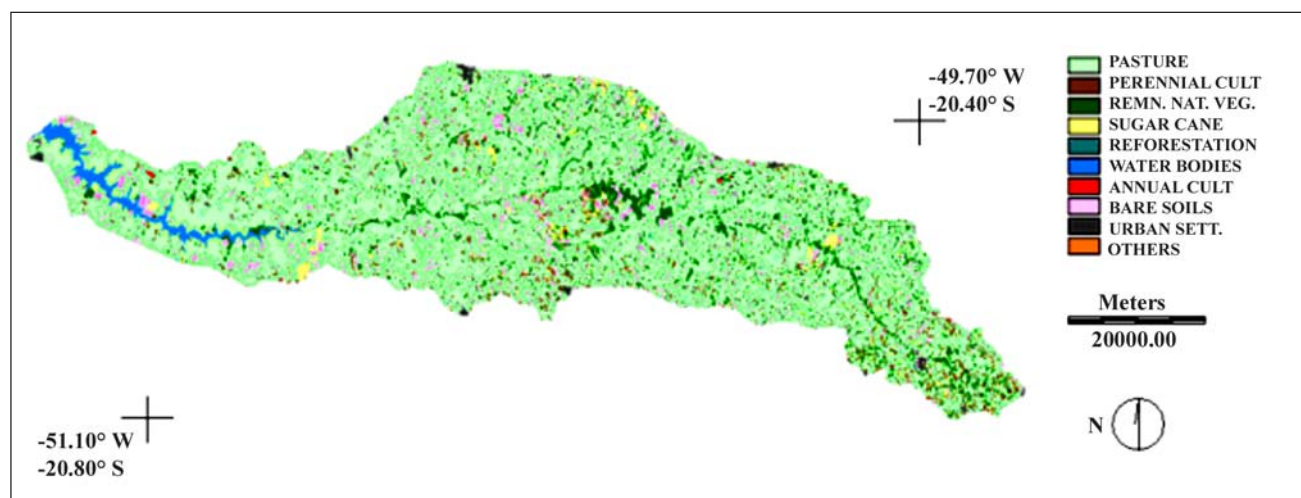 -49.70° W
-20.40° S
PASTURE
PERENNIAL CULT
REMN. NAT. VEG.
SUGAR CANE
REFORESTATION
WATER BODIES
ANNUAL CULT
BARE SOILS
URBAN SETT.
OTHERS
Meters
20000.00
N
-51.10° W
-20.80° S